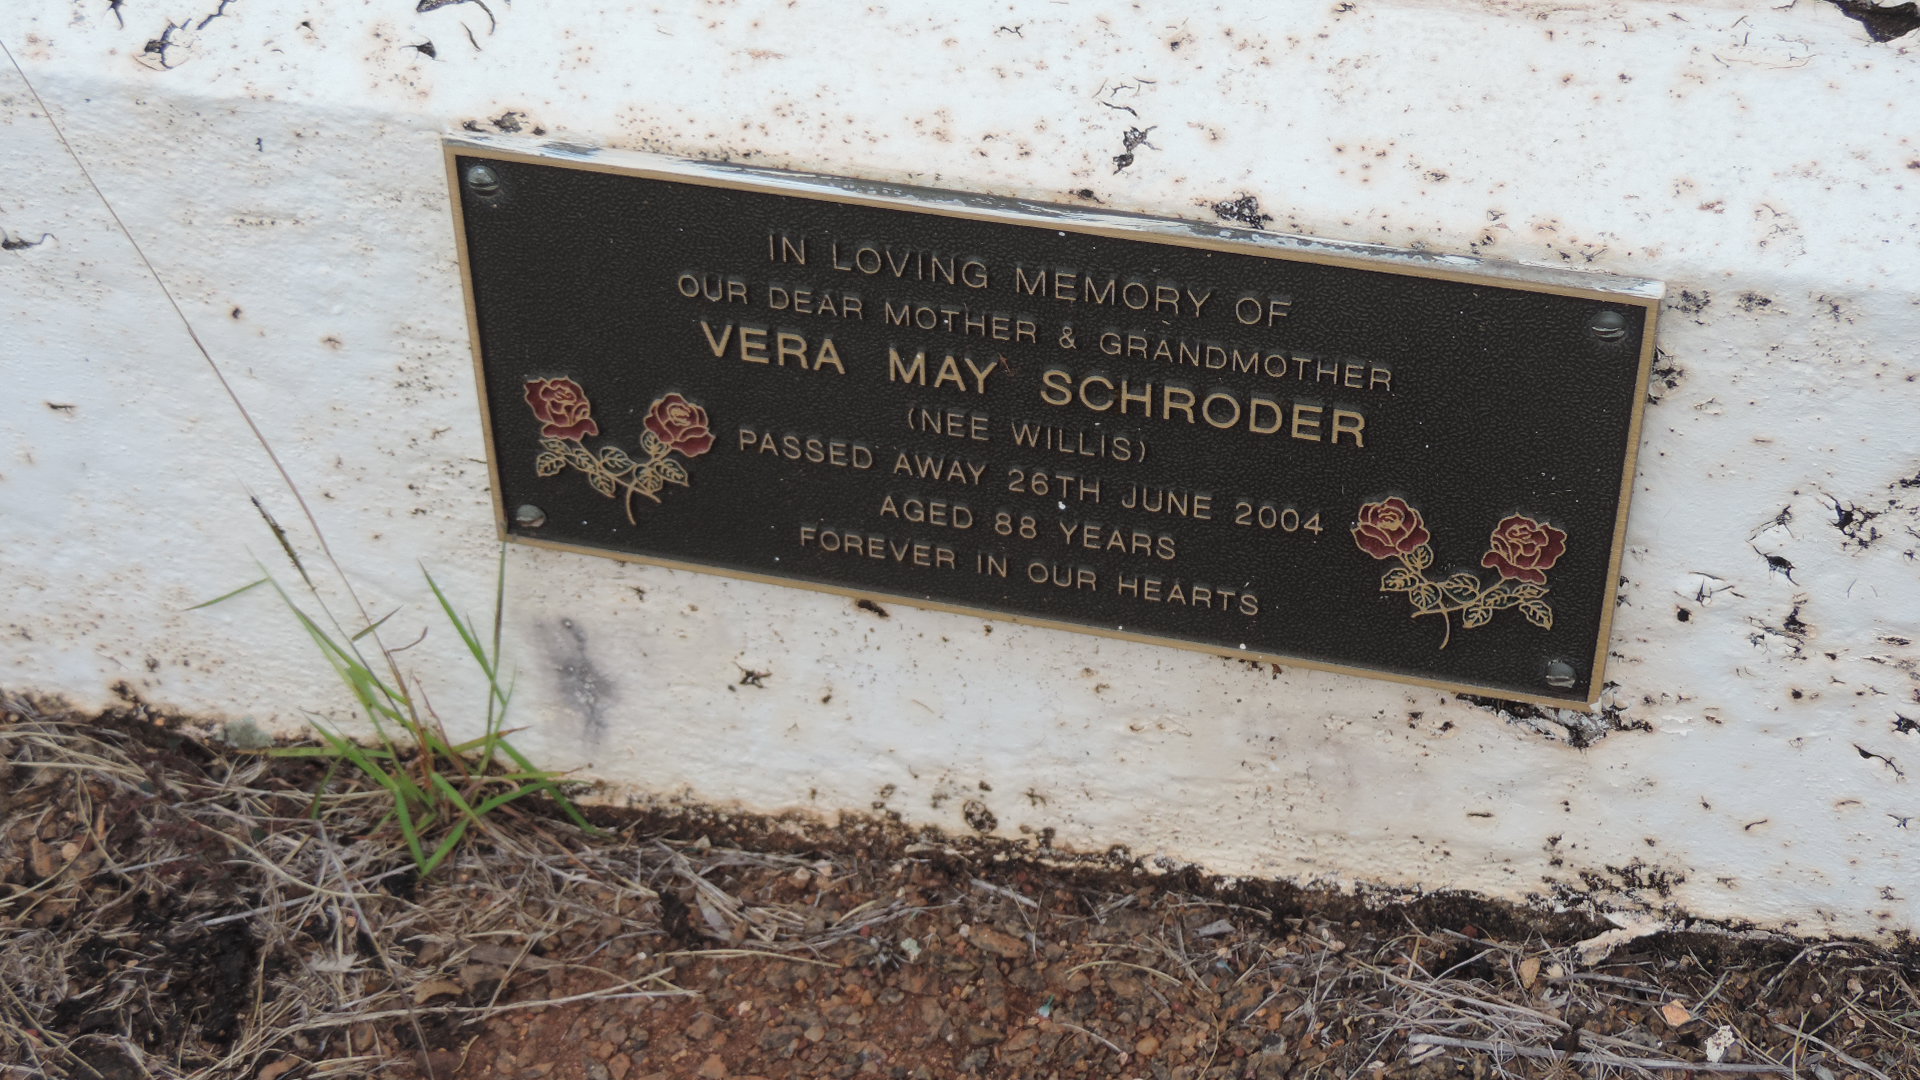 IN LOVING MEMORY OF
OUR DEAR MOTHER & GRANDMOTHER
VERA MAY SCHRODER
(NEE WILLIS)
PASSED AWAY 26TH JUNE 2004
AGED 88 YEARS
FOREVER IN OUR HEARTS